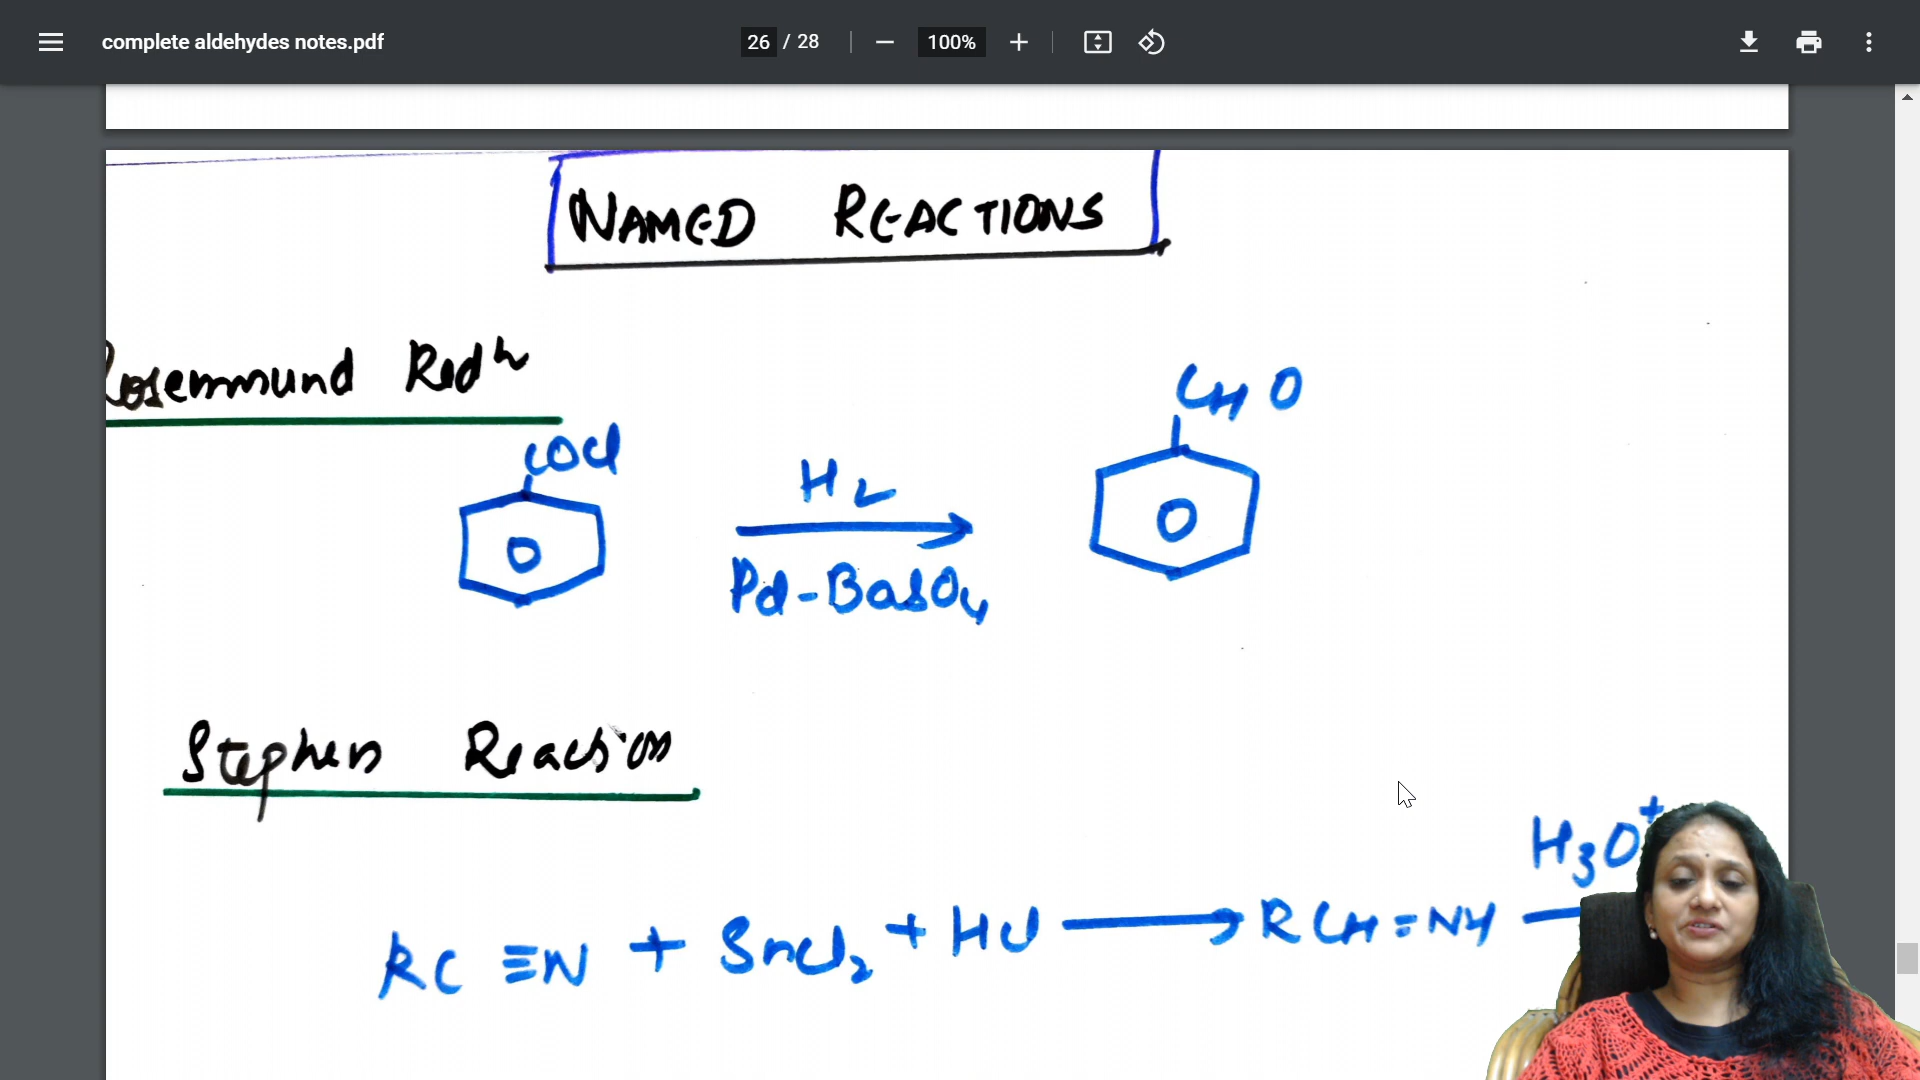 complete aldehydes notes.pdf 26 / 28 100%
NAMED REACTIONS
Rosemmund Redn
COCl
CHO
H2
Pd-BaSO4
Stephen Reaction
H3O+
RC≡N + SnCl2 + HCl → RCH=NH